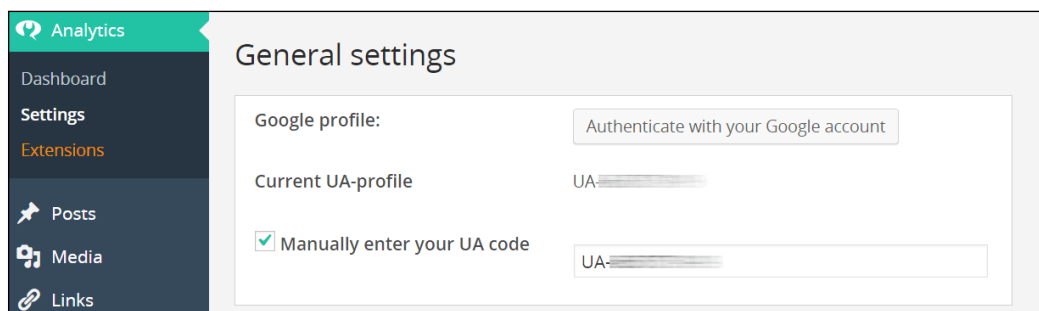 Analytics
Dashboard
Settings
Extensions
Posts
Media
Links
General settings
Google profile:
Authenticate with your Google account
Current UA-profile
UA-
Manually enter your UA code
UA-